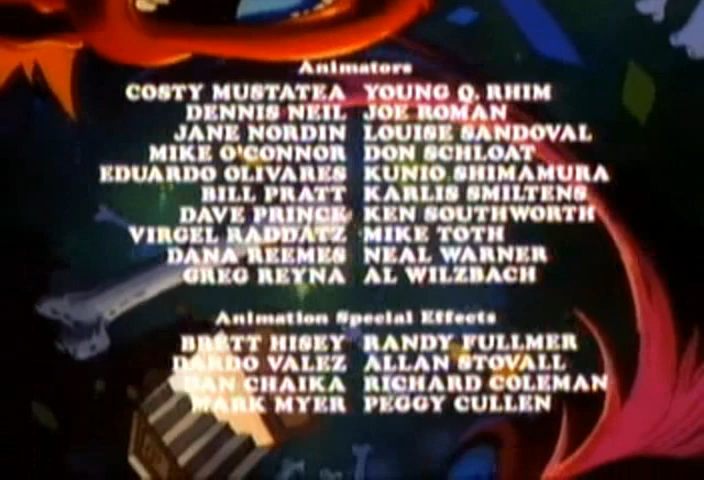 Animators
COSTY MUSTATEA YOUNG Q. RHIM
DENNIS NEIL JOE ROMAN
JANE NORDIN LOUISE SANDOVAL
MIKE O'CONNOR DON SCHLOAT
EDUARDO OLIVARES KUNIO SHIMAMURA
BILL PRATT KARLIS SMILTENS
DAVE PRINCE KEN SOUTHWORTH
VIRGEL RADDATZ MIKE TOTH
DANA REEMES NEAL WARNER
GREG REYNA AL WILZBACH
Animation Special Effects
BRETT HISEY RANDY FULLMER
DARDO VALEZ ALLAN STOVALL
DAN CHAIKA RICHARD COLEMAN
MARK MYER PEGGY CULLEN